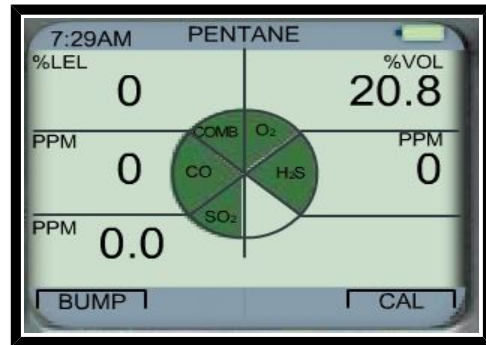 7:29AM PENTANE
%LEL %VOL
0 20.8
COMB O₂
PPM PPM
0 CO H₂S 0
SO₂
PPM 0.0
BUMP CAL